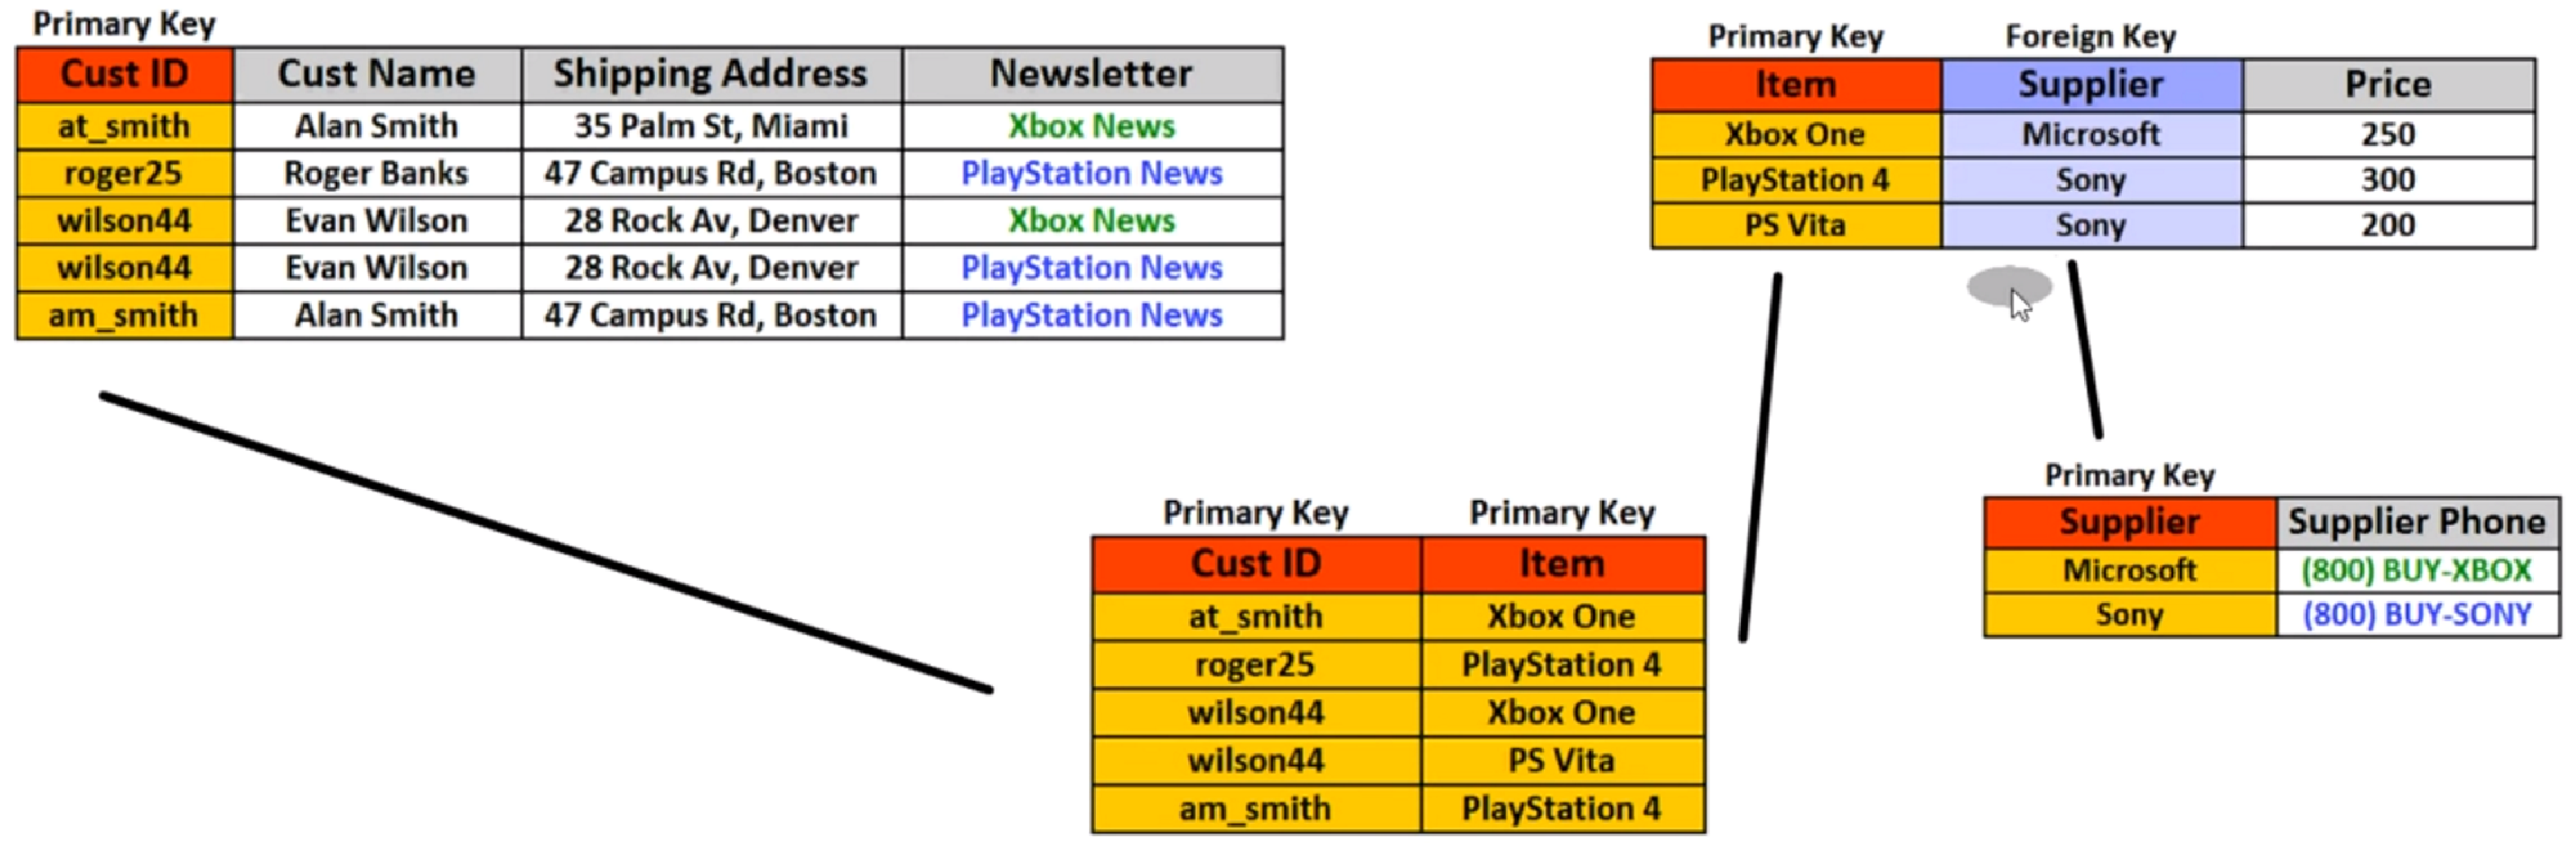 Primary Key
Cust ID Cust Name Shipping Address Newsletter
at_smith Alan Smith 35 Palm St, Miami Xbox News
roger25 Roger Banks 47 Campus Rd, Boston PlayStation News
wilson44 Evan Wilson 28 Rock Av, Denver Xbox News
wilson44 Evan Wilson 28 Rock Av, Denver PlayStation News
am_smith Alan Smith 47 Campus Rd, Boston PlayStation News
Primary Key Foreign Key
Item Supplier Price
Xbox One Microsoft 250
PlayStation 4 Sony 300
PS Vita Sony 200
Primary Key Primary Key
Cust ID Item
at_smith Xbox One
roger25 PlayStation 4
wilson44 Xbox One
wilson44 PS Vita
am_smith PlayStation 4
Primary Key
Supplier Supplier Phone
Microsoft (800) BUY-XBOX
Sony (800) BUY-SONY